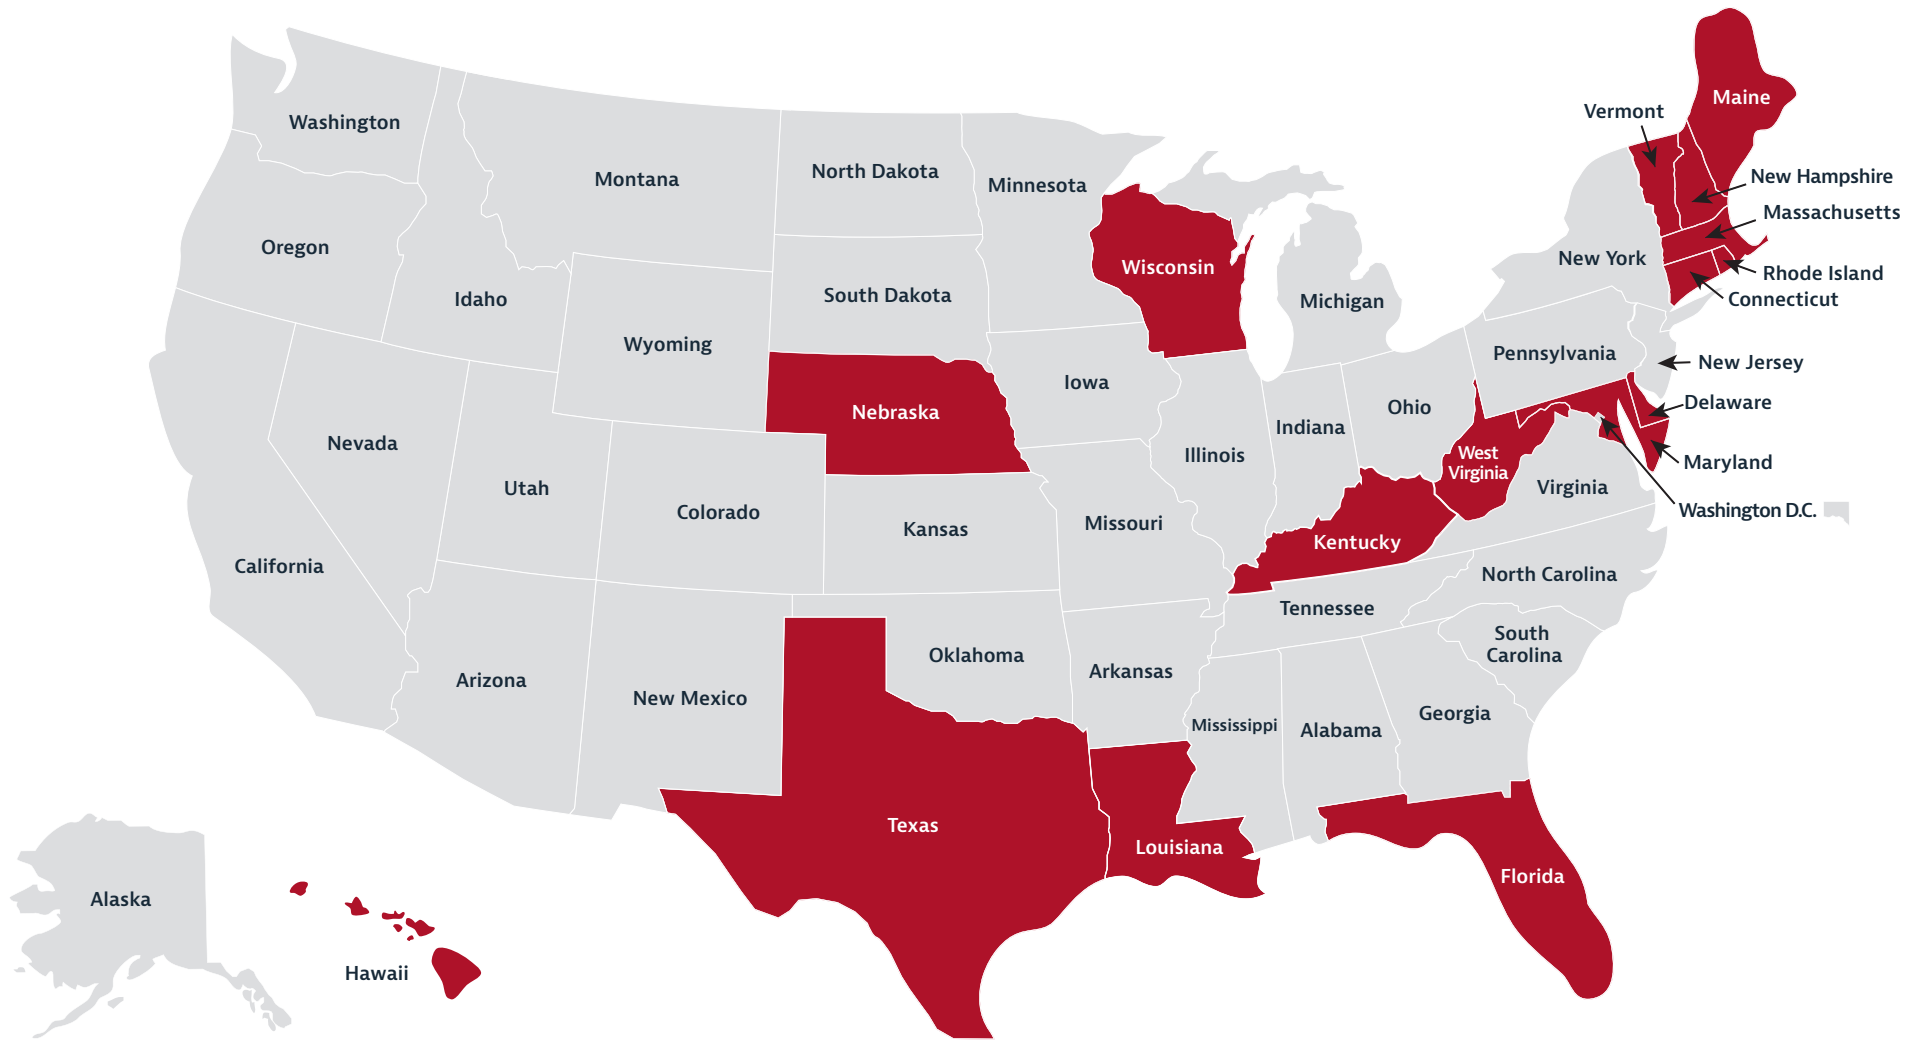 Maine
Vermont
Washington
North Dakota
Montana
Minnesota
New Hampshire
Massachusetts
Oregon
New York
Wisconsin
Rhode Island
South Dakota
Idaho
Michigan
Connecticut
Wyoming
Pennsylvania
New Jersey
Iowa
Delaware
Ohio
Nebraska
Indiana
Nevada
Illinois
West
Virginia
Maryland
Utah
Virginia
Colorado
Washington D.C.
Missouri
Kansas
Kentucky
California
North Carolina
Tennessee
South
Carolina
Oklahoma
Arkansas
Arizona
New Mexico
Georgia
Mississippi
Alabama
Texas
Louisiana
Florida
Alaska
Hawaii